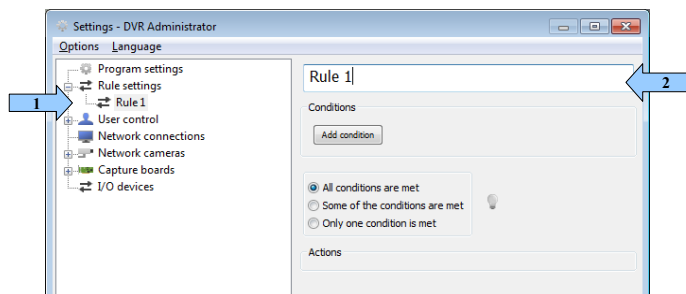 Settings - DVR Administrator
Options Language
Program settings
Rule settings
Rule 1
User control
Network connections
Network cameras
Capture boards
I/O devices
1
Rule 1
2
Conditions
Add condition
All conditions are met
Some of the conditions are met
Only one condition is met
Actions